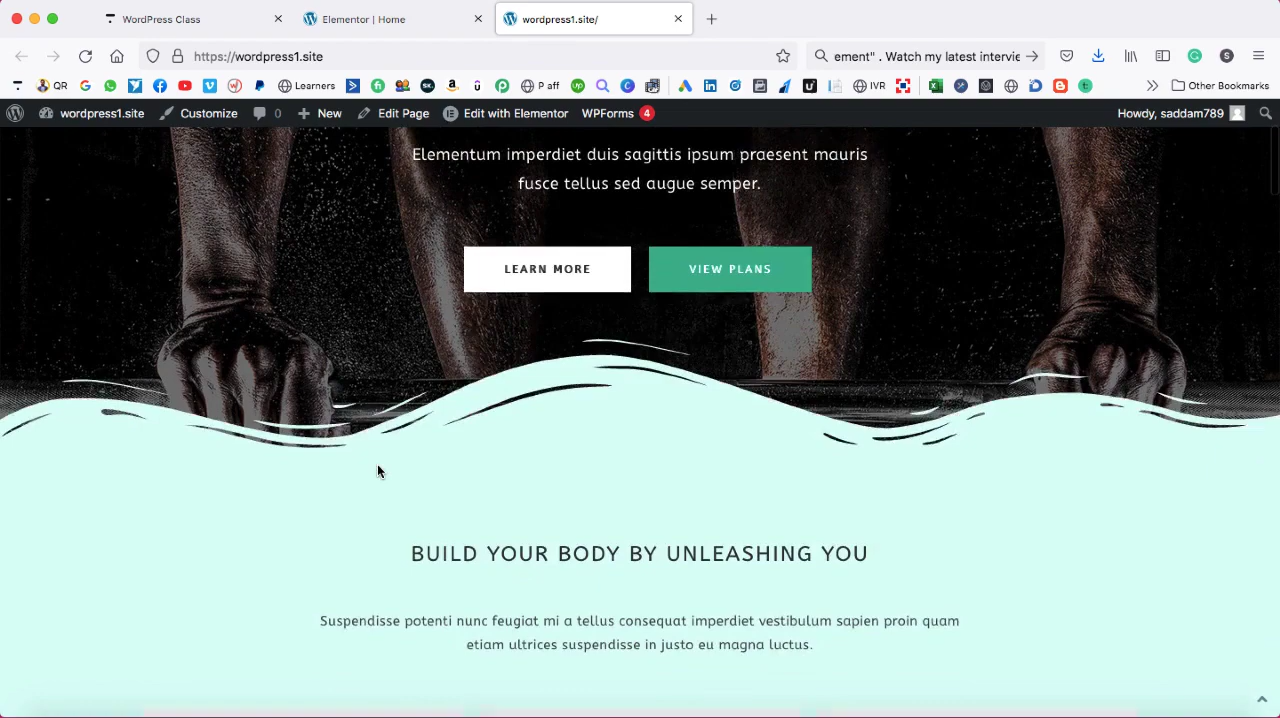 WordPress Class
Elementor | Home
wordpress1.site/
https://wordpress1.site
ement" . Watch my latest intervie
QR
Learners
P aff
IVR
Other Bookmarks
wordpress1.site
Customize
0
New
Edit Page
Edit with Elementor
WPForms 4
Howdy, saddam789
Elementum imperdiet duis sagittis ipsum praesent mauris
fusce tellus sed augue semper.
LEARN MORE
VIEW PLANS
BUILD YOUR BODY BY UNLEASHING YOU
Suspendisse potenti nunc feugiat mi a tellus consequat imperdiet vestibulum sapien proin quam
etiam ultrices suspendisse in justo eu magna luctus.